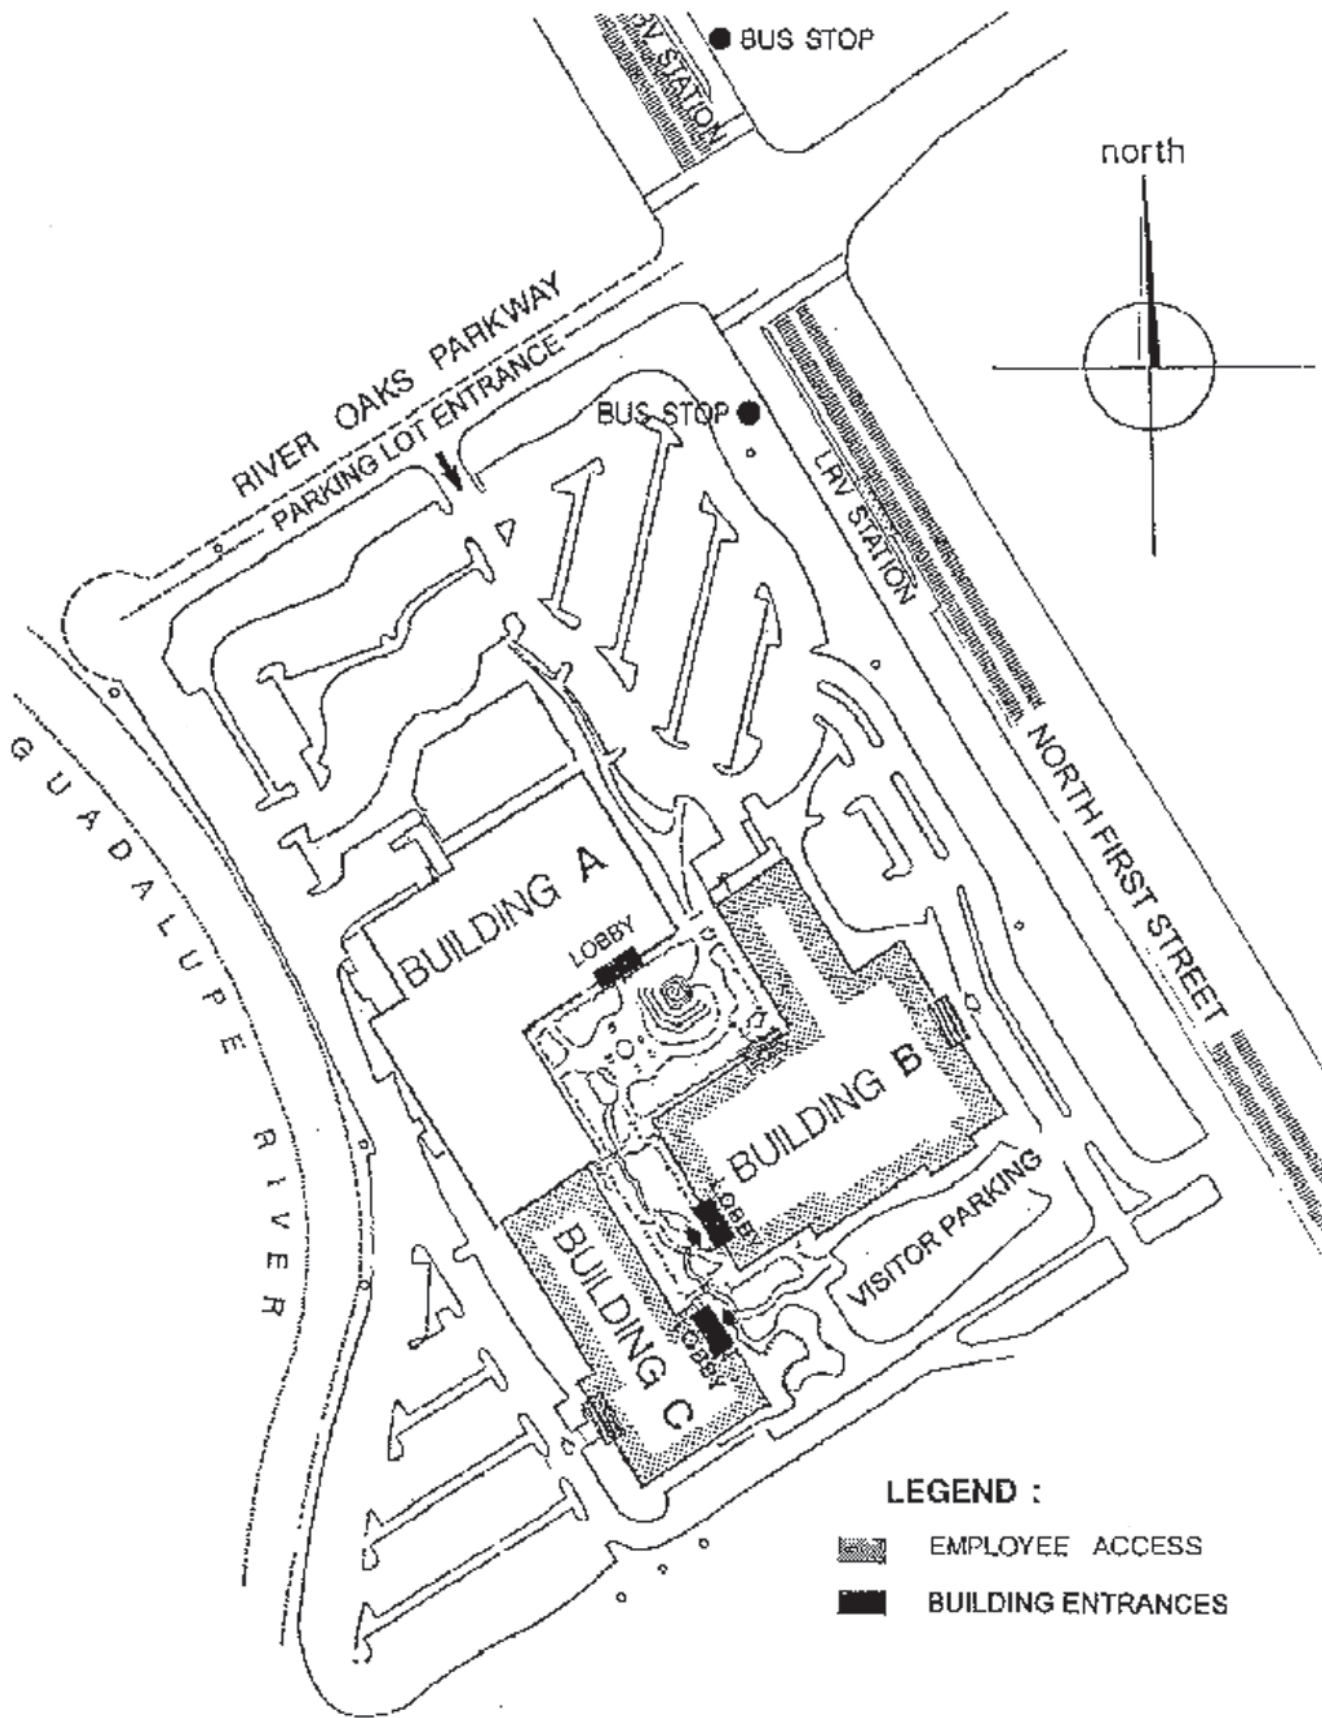 BUS STOP
LRV STATION
north
RIVER OAKS PARKWAY
PARKING LOT ENTRANCE
BUS STOP
LRV STATION
NORTH FIRST STREET
GUADALUPE RIVER
BUILDING A
LOBBY
BUILDING B
LOBBY
VISITOR PARKING
BUILDING C
LOBBY
LEGEND :
EMPLOYEE ACCESS
BUILDING ENTRANCES